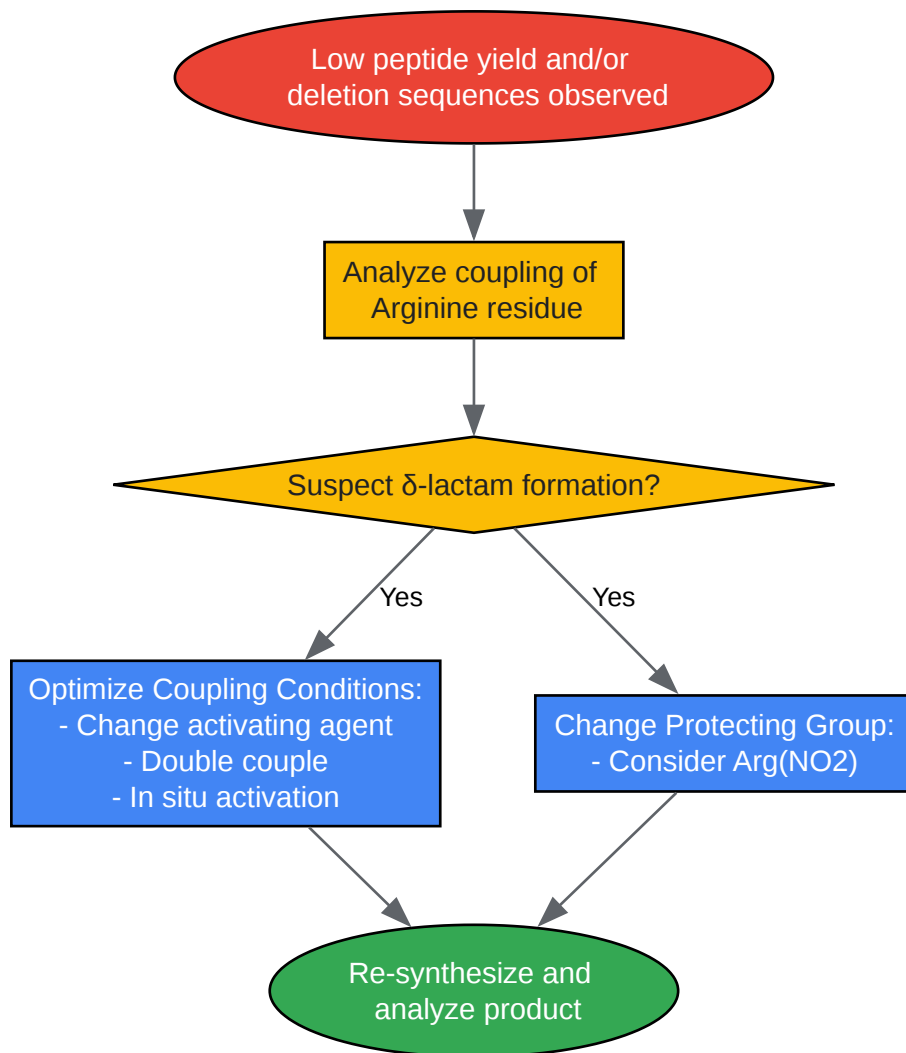 Low peptide yield and/or
deletion sequences observed
Analyze coupling of
Arginine residue
Suspect δ-lactam formation?
Yes
Yes
Optimize Coupling Conditions:
- Change activating agent
- Double couple
- In situ activation
Change Protecting Group:
- Consider Arg(NO2)
Re-synthesize and
analyze product